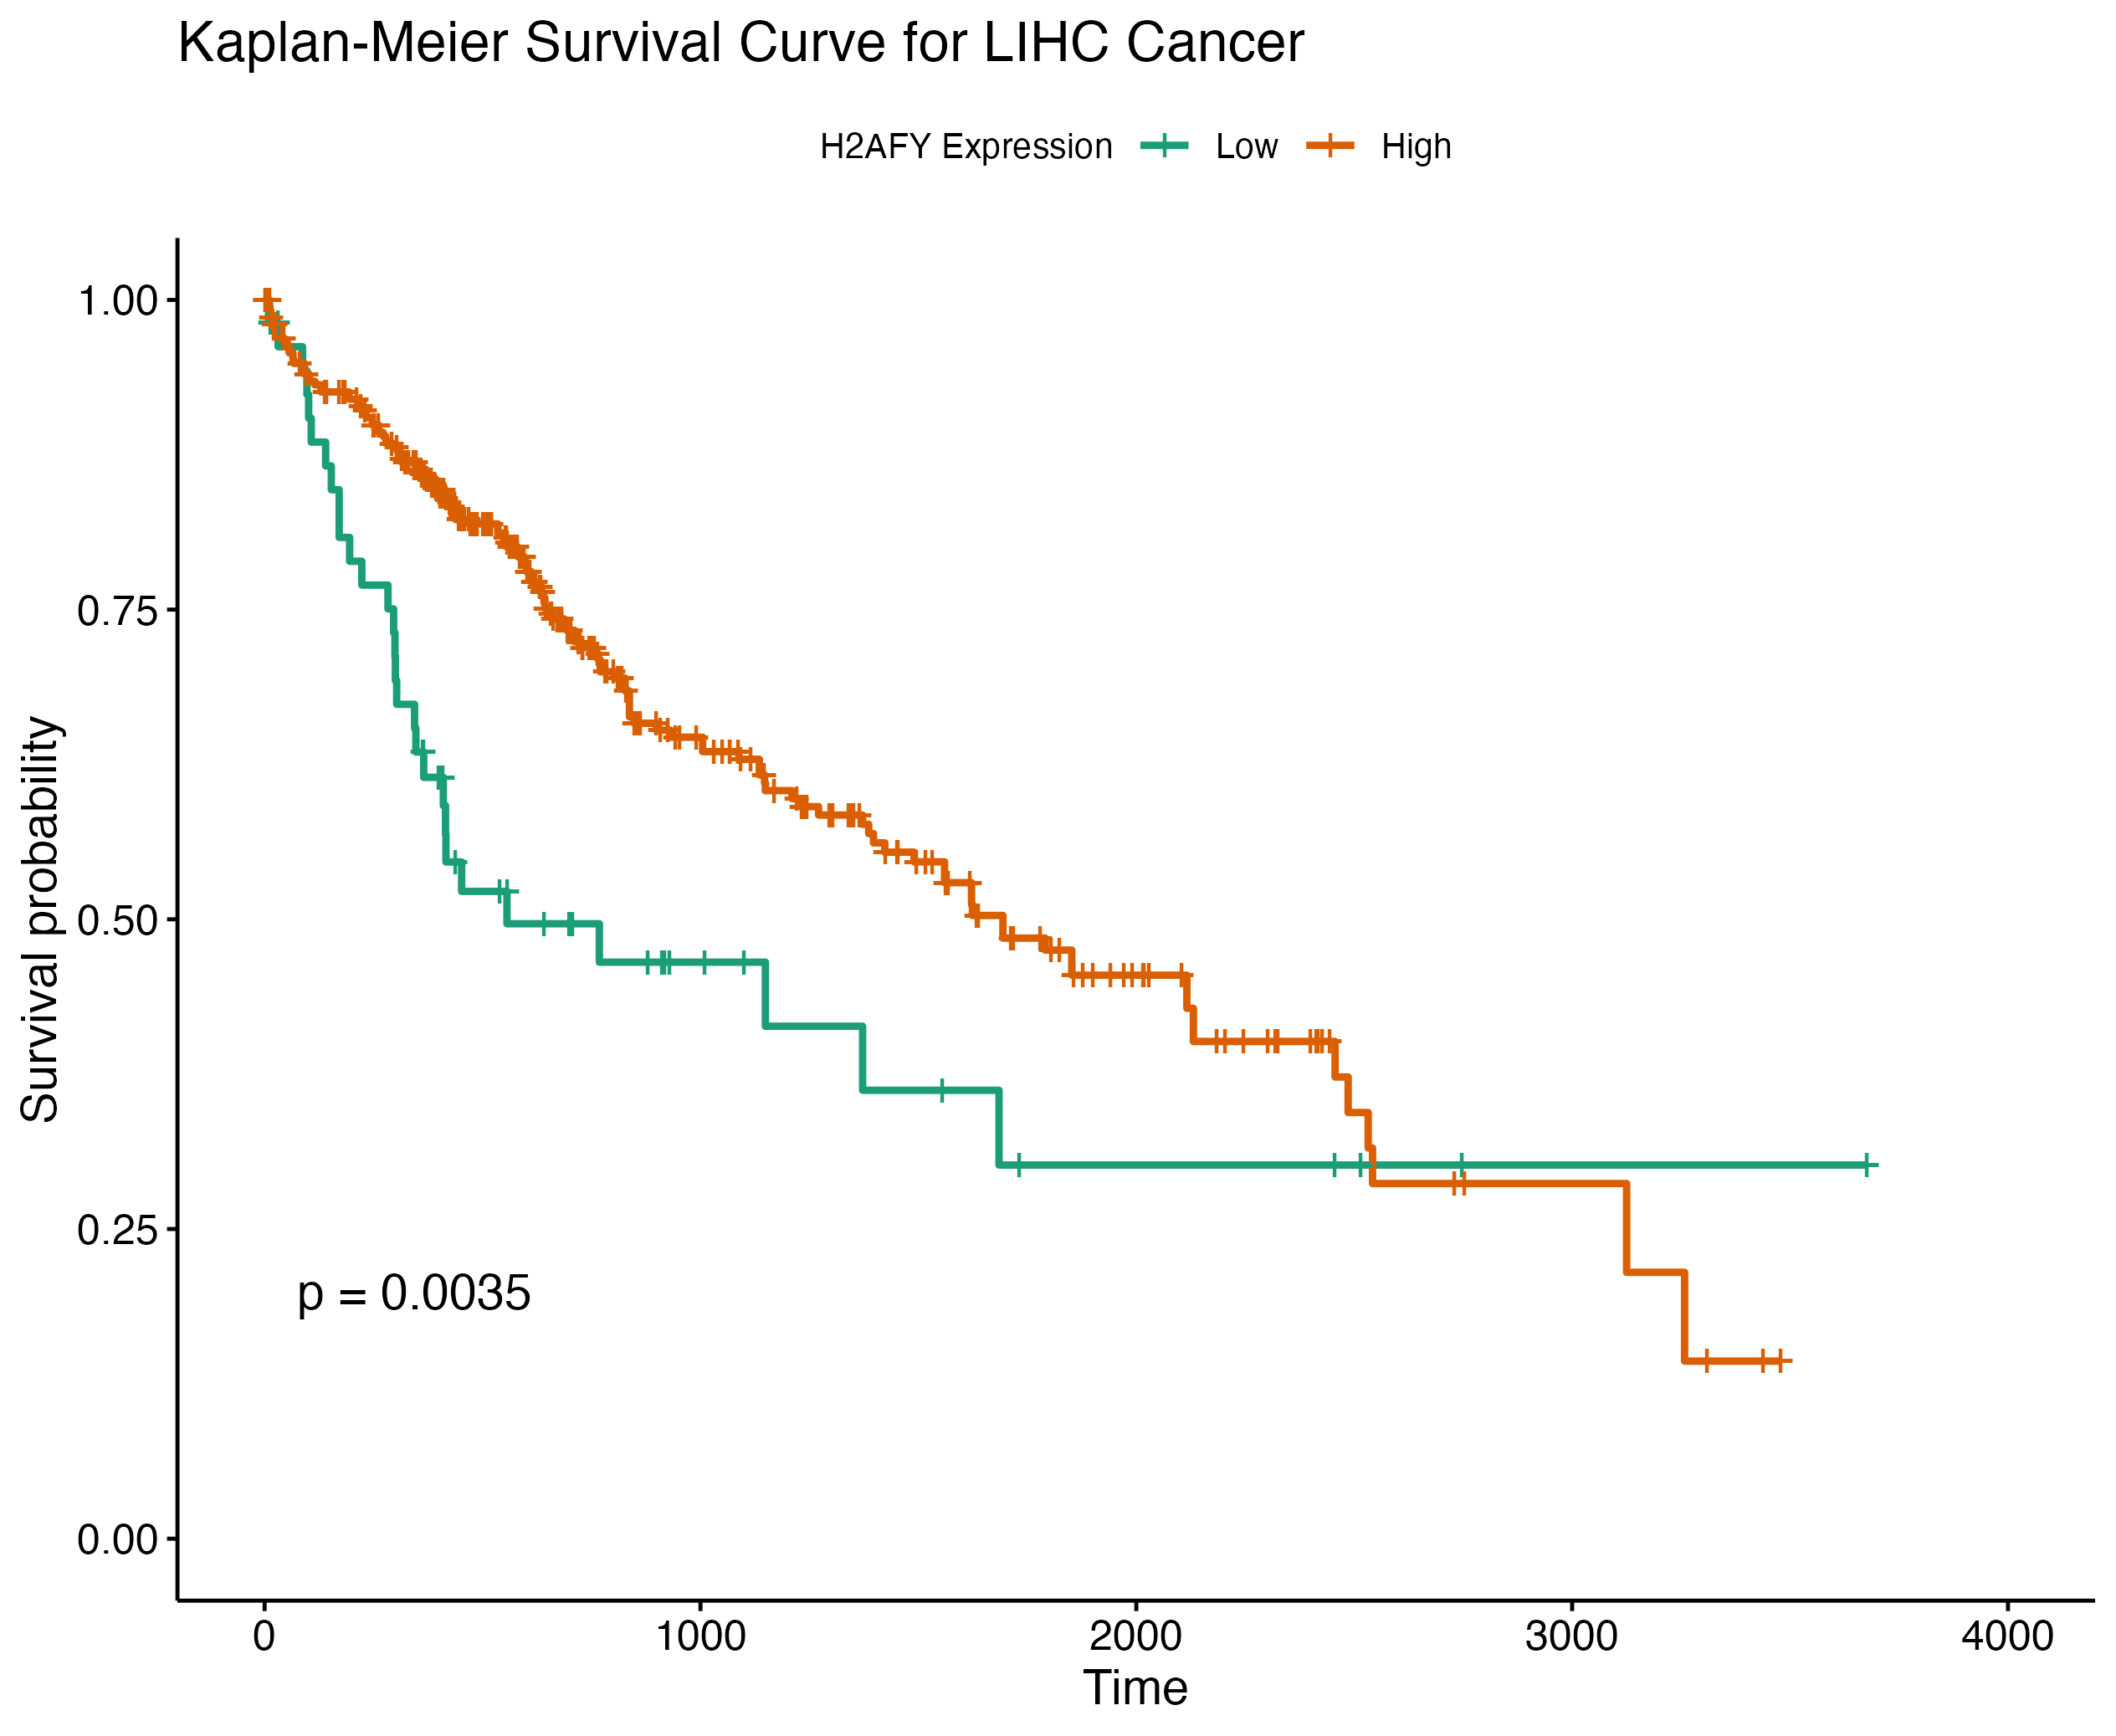 Kaplan-Meier Survival Curve for LIHC Cancer
H2AFY Expression Low High
Survival probability
1.00
0.75
0.50
0.25
0.00
p = 0.0035
0 1000 2000 3000 4000
Time